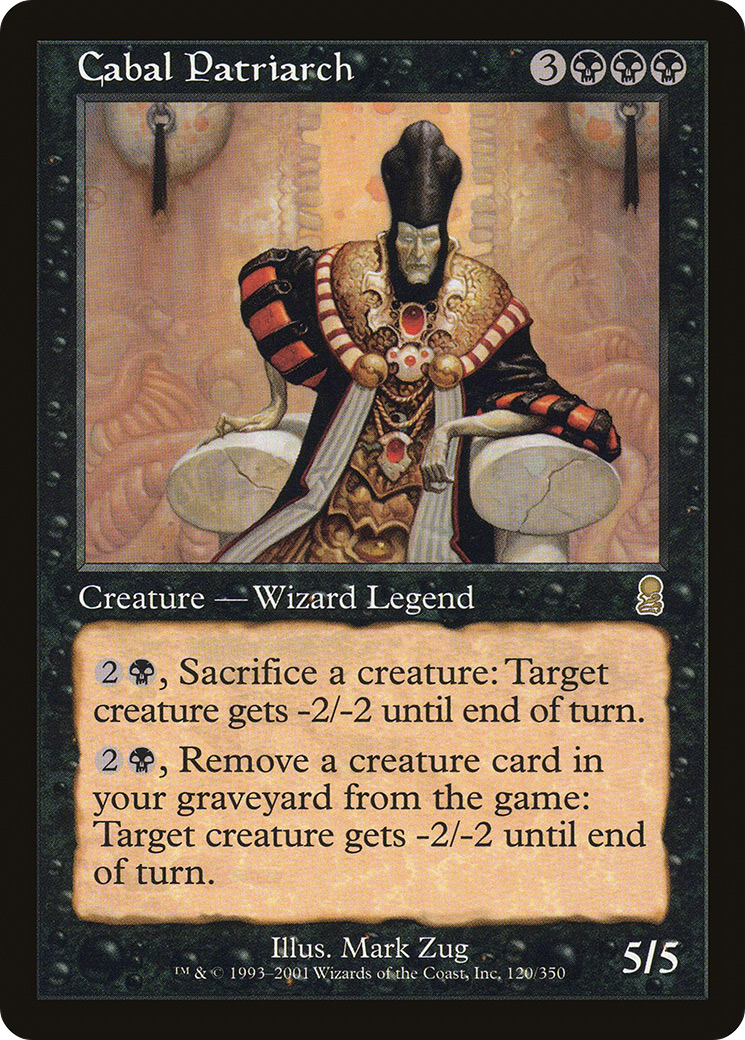 Cabal Patriarch 3
Creature — Wizard Legend
2 , Sacrifice a creature: Target
creature gets -2/-2 until end of turn.
2 , Remove a creature card in
your graveyard from the game:
Target creature gets -2/-2 until end
of turn.
Illus. Mark Zug
™ & © 1993–2001 Wizards of the Coast, Inc. 120/350
5/5